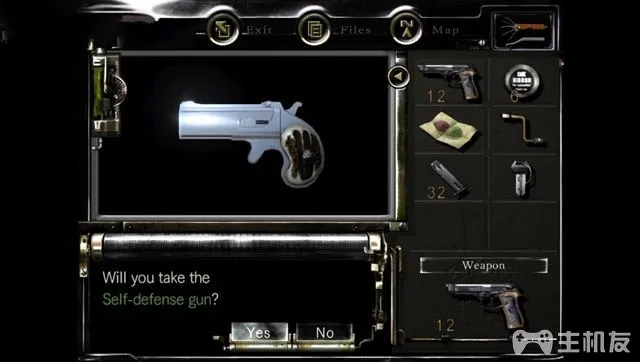 Exit Files Map
12
INK
RIBBON
6
32
Will you take the
Self-defense gun?
Yes No
Weapon
12
主机友